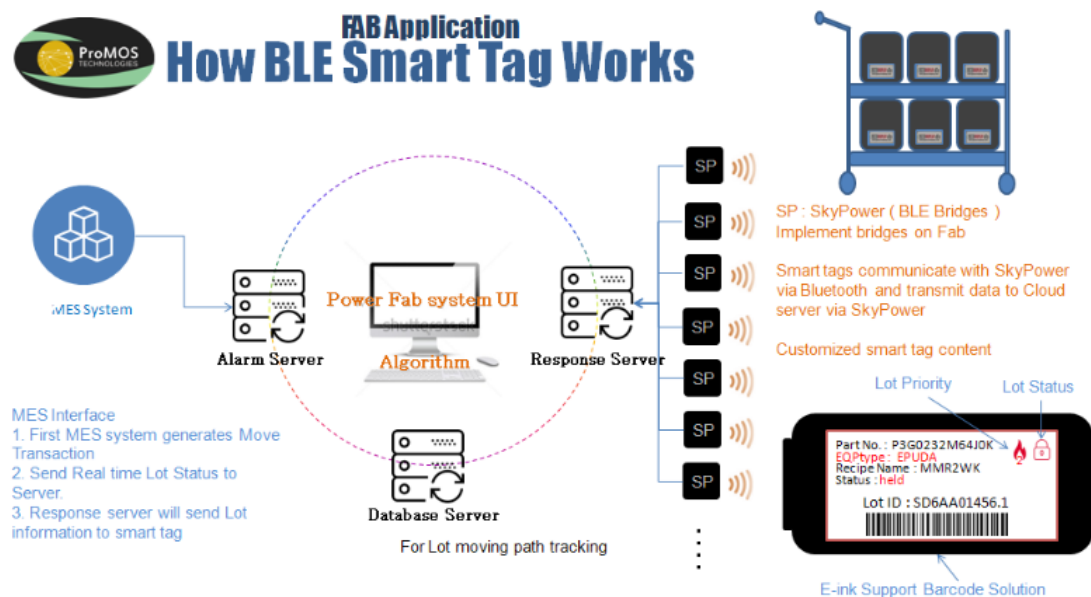 ProMOS
TECHNOLOGIES
FAB Application
How BLE Smart Tag Works
MES System
Alarm Server
Power Fab system UI
shutterstock
Algorithm
Response Server
Database Server
For Lot moving path tracking
MES Interface
1. First MES system generates Move
Transaction
2. Send Real time Lot Status to
Server.
3. Response server will send Lot
information to smart tag
SP
SP
SP
SP
SP
SP
SP
SP : SkyPower ( BLE Bridges )
Implement bridges on Fab
Smart tags communicate with SkyPower
via Bluetooth and transmit data to Cloud
server via SkyPower
Customized smart tag content
Lot Priority
Lot Status
Part No. : P3G0232M64J0K
EQPtype : EPUDA
Recipe Name : MMR2WK
Status : held
2
Lot ID : SD6AA01456.1
E-ink Support Barcode Solution